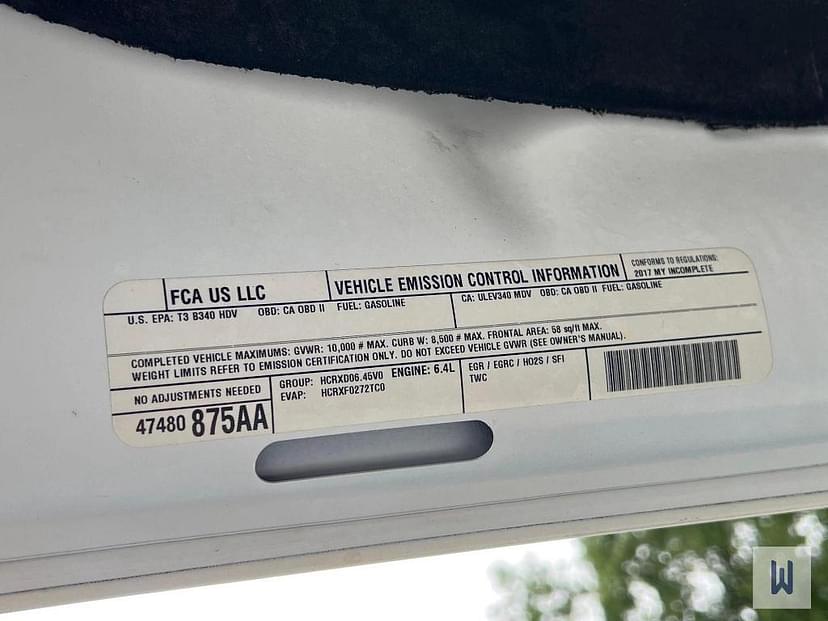 FCA US LLC
VEHICLE EMISSION CONTROL INFORMATION
CONFORMS TO REGULATIONS:
2017 MY INCOMPLETE
U.S. EPA: T3 B340 HDV OBD: CA OBD II FUEL: GASOLINE
CA: ULEV340 MDV OBD: CA OBD II FUEL: GASOLINE
COMPLETED VEHICLE MAXIMUMS: GVWR: 10,000 # MAX. CURB W: 8,500 # MAX. FRONTAL AREA: 58 sq/ft MAX.
WEIGHT LIMITS REFER TO EMISSION CERTIFICATION ONLY. DO NOT EXCEED VEHICLE GVWR (SEE OWNER'S MANUAL).
NO ADJUSTMENTS NEEDED
47480 875AA
GROUP: HCRXD06.45V0 ENGINE: 6.4L
EVAP: HCRXF0272TC0
EGR / EGRC / HO2S / SFI
TWC
W